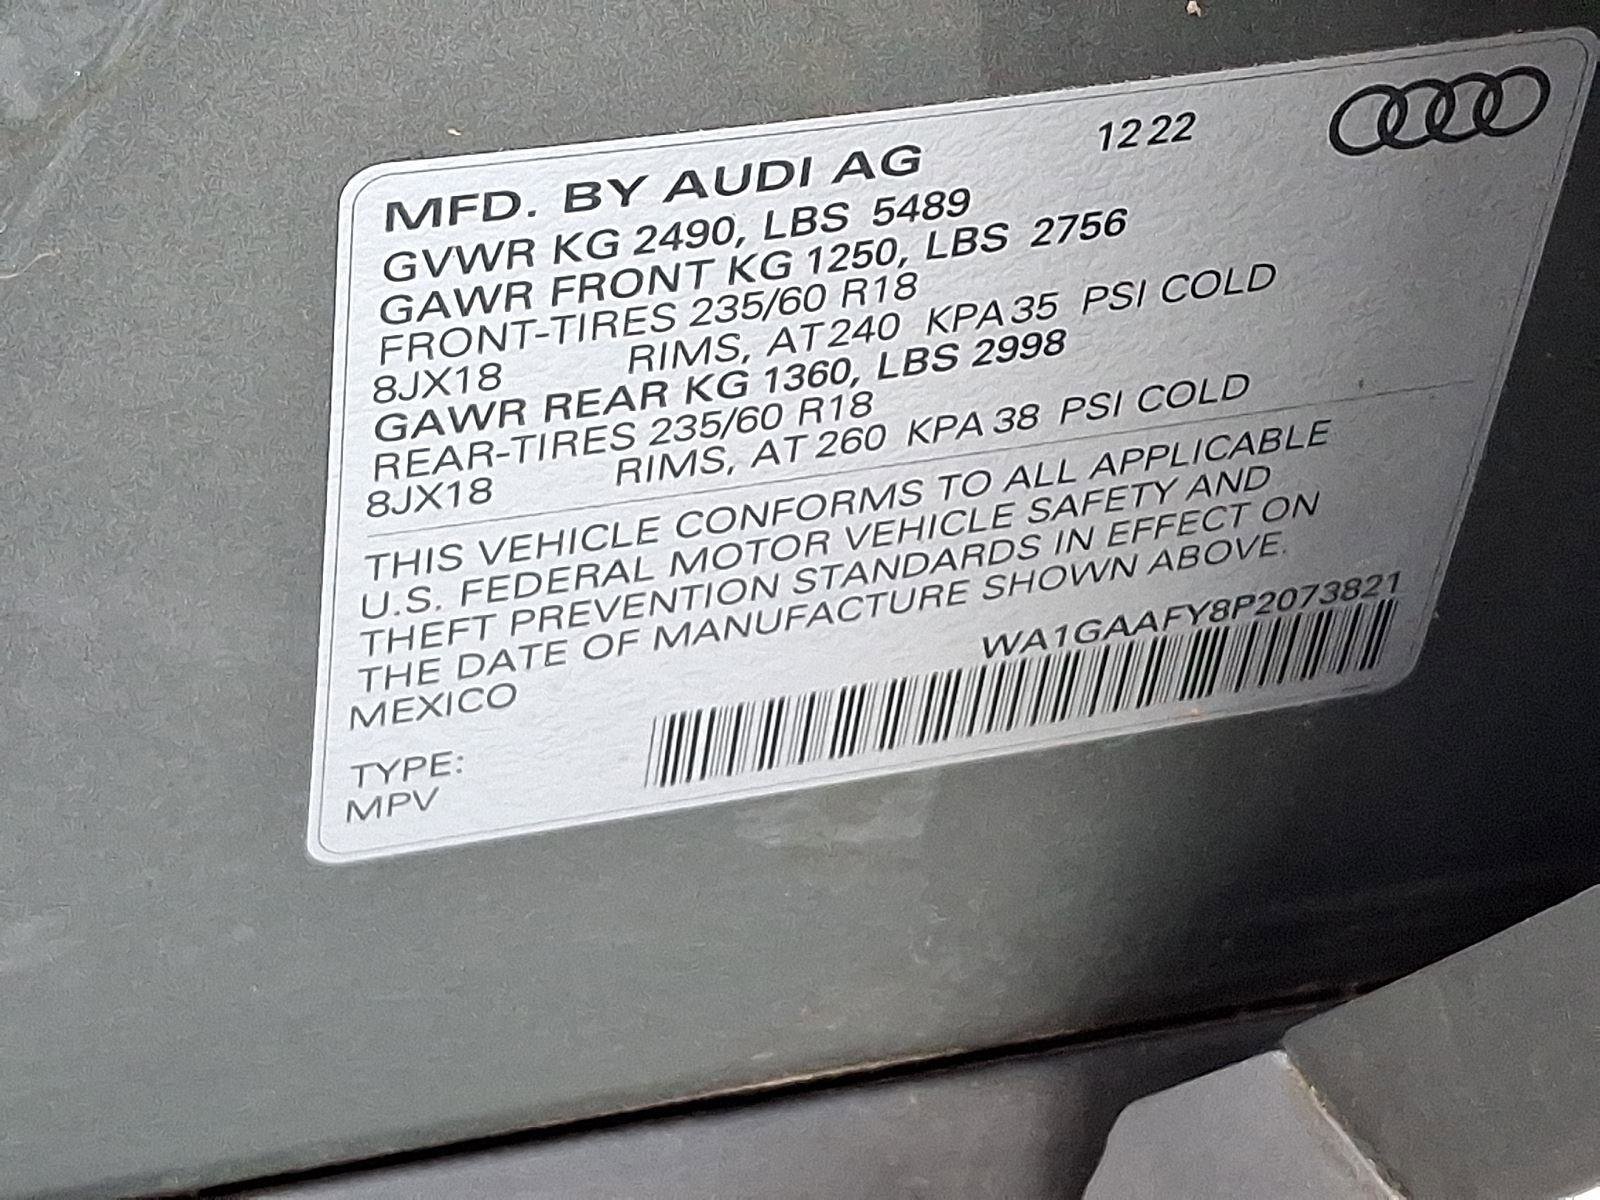 MFD. BY AUDI AG 1222
GVWR KG 2490, LBS 5489
GAWR FRONT KG 1250, LBS 2756
FRONT-TIRES 235/60 R18
8JX18 RIMS, AT 240 KPA 35 PSI COLD
GAWR REAR KG 1360, LBS 2998
REAR-TIRES 235/60 R18
8JX18 RIMS, AT 260 KPA 38 PSI COLD
THIS VEHICLE CONFORMS TO ALL APPLICABLE
U.S. FEDERAL MOTOR VEHICLE SAFETY AND
THEFT PREVENTION STANDARDS IN EFFECT ON
THE DATE OF MANUFACTURE SHOWN ABOVE.
MEXICO WA1GAAFY8P2073821
TYPE:
MPV